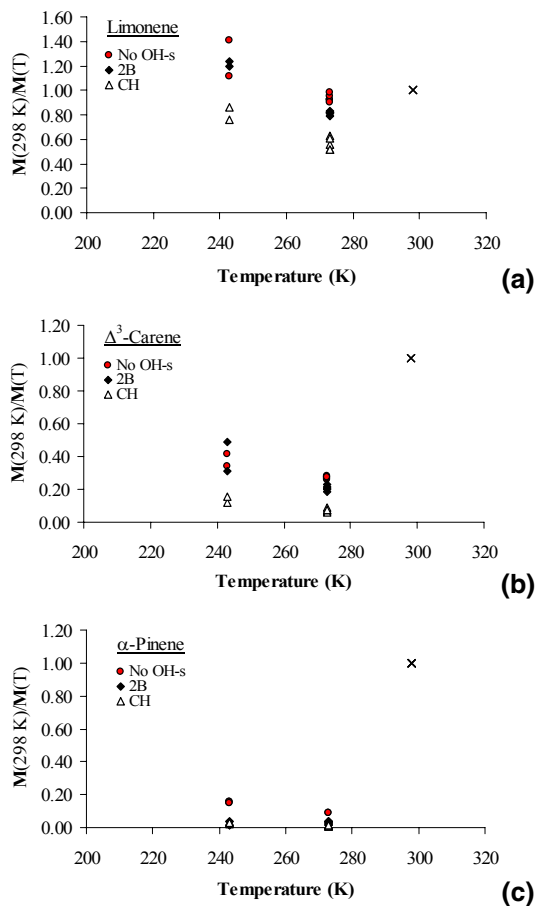 Limonene
No OH-s
2B
CH
M(298 K)/M(T)
1.60
1.40
1.20
1.00
0.80
0.60
0.40
0.20
0.00
200 220 240 260 280 300 320
Temperature (K)
(a)
Δ³-Carene
No OH-s
2B
CH
M(298 K)/M(T)
1.20
1.00
0.80
0.60
0.40
0.20
0.00
200 220 240 260 280 300 320
Temperature (K)
(b)
α-Pinene
No OH-s
2B
CH
M(298 K)/M(T)
1.20
1.00
0.80
0.60
0.40
0.20
0.00
200 220 240 260 280 300 320
Temperature (K)
(c)